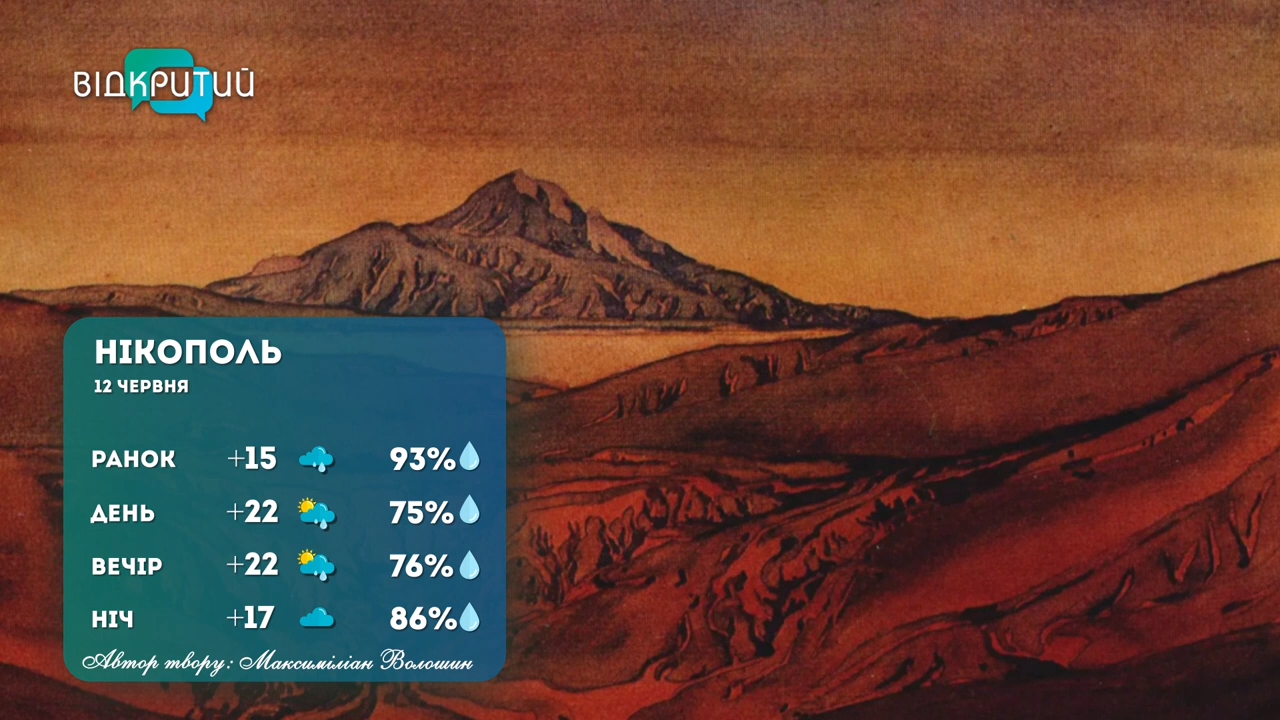 ВІДКРИТИЙ
НІКОПОЛЬ
12 ЧЕРВНЯ
РАНОК +15 93%
ДЕНЬ +22 75%
ВЕЧІР +22 76%
НІЧ +17 86%
Автор твору: Максиміліан Волошин